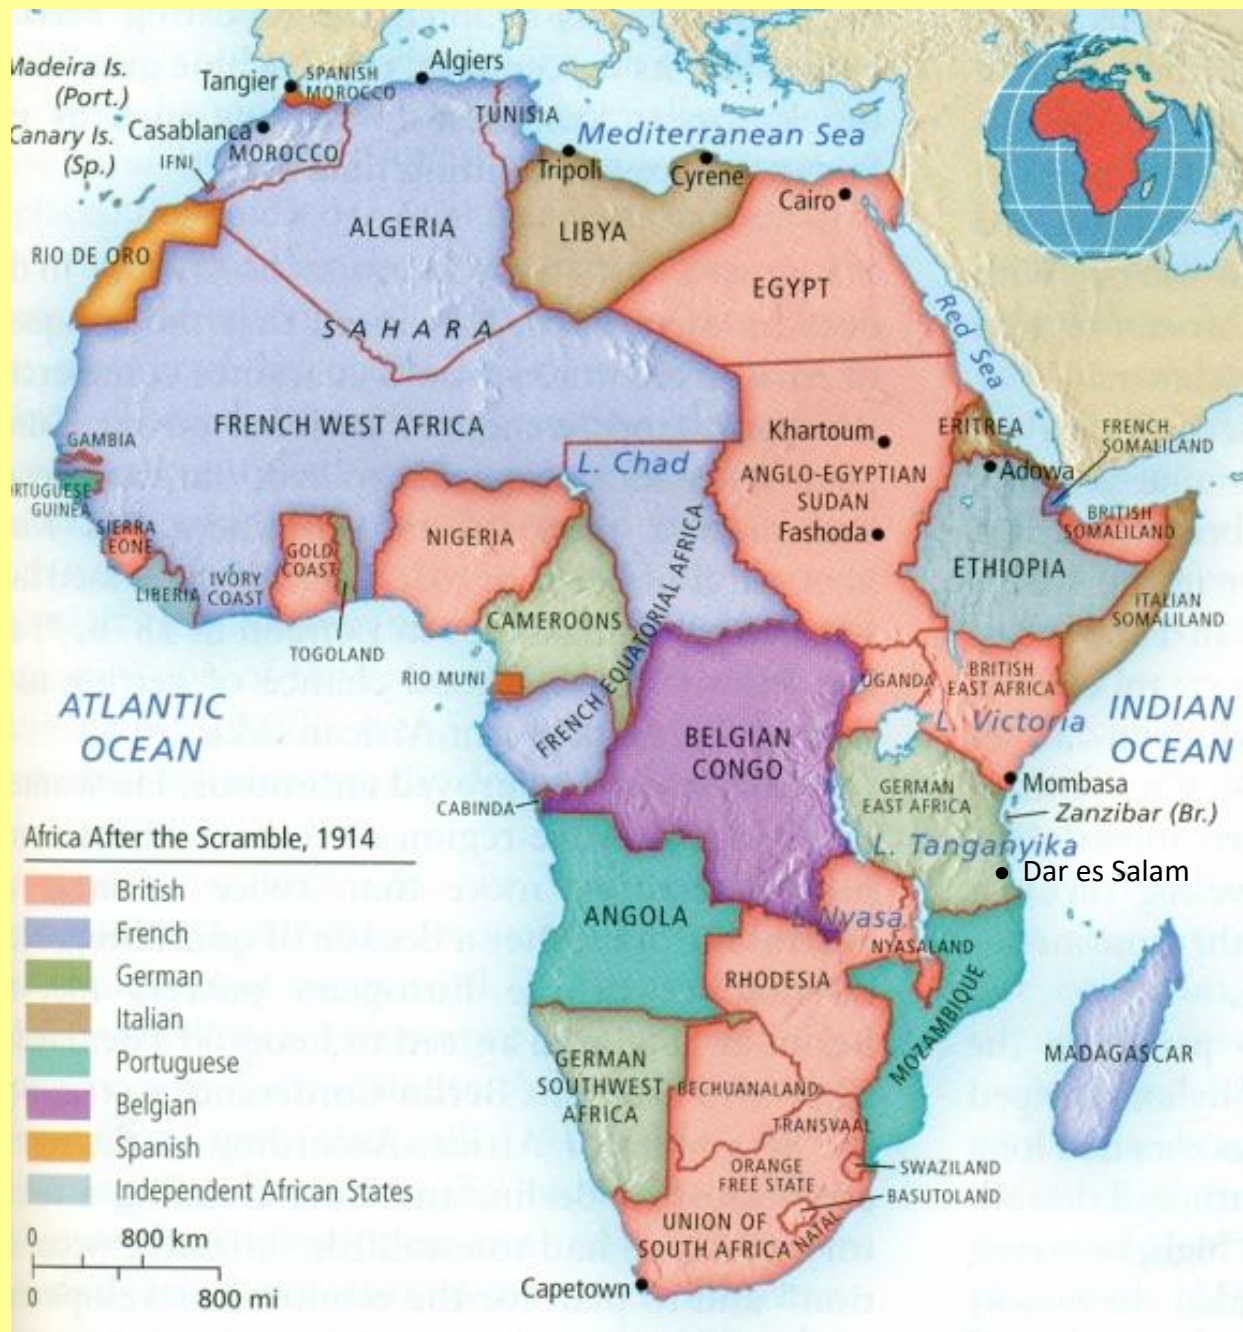 Madeira Is.
(Port.)
Canary Is.
(Sp.)
Tangier
SPANISH
MOROCCO
Algiers
Casablanca
IFNI
MOROCCO
TUNISIA
Mediterranean Sea
Tripoli
Cyrene
Cairo
RIO DE ORO
ALGERIA
LIBYA
EGYPT
SAHARA
Red Sea
FRENCH WEST AFRICA
GAMBIA
L. Chad
Khartoum
ERITREA
FRENCH
SOMALILAND
Adowa
ANGLO-EGYPTIAN
SUDAN
Fashoda
ORTUGUESE
GUINEA
SIERRA
LEONE
LIBERIA
IVORY
COAST
GOLD
COAST
TOGOLAND
NIGERIA
CAMEROONS
FRENCH EQUATORIAL AFRICA
BRITISH
SOMALILAND
ETHIOPIA
ITALIAN
SOMALILAND
RIO MUNI
UGANDA
BRITISH
EAST AFRICA
L. Victoria
ATLANTIC
OCEAN
INDIAN
OCEAN
BELGIAN
CONGO
CABINDA
GERMAN
EAST AFRICA
Mombasa
Zanzibar (Br.)
L. Tanganyika
Dar es Salam
ANGOLA
L. Nyasa
NYASALAND
RHODESIA
MOZAMBIQUE
MADAGASCAR
GERMAN
SOUTHWEST
AFRICA
BECHUANALAND
TRANSVAAL
ORANGE
FREE STATE
SWAZILAND
BASUTOLAND
UNION OF
SOUTH AFRICA
NATAL
Capetown
Africa After the Scramble, 1914
British
French
German
Italian
Portuguese
Belgian
Spanish
Independent African States
0 800 km
0 800 mi